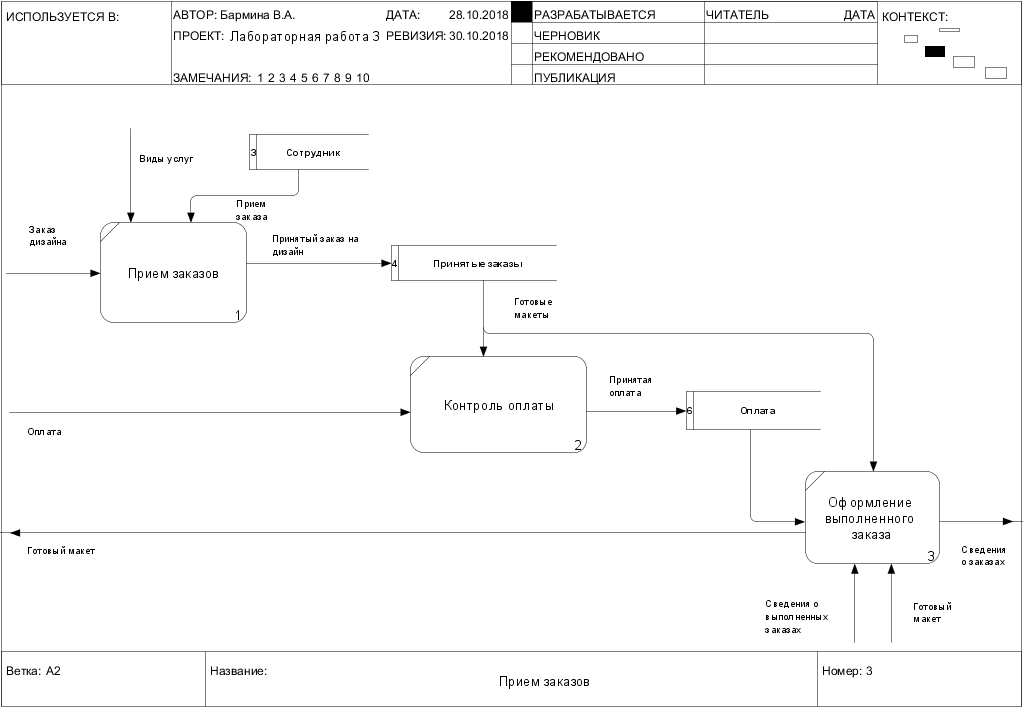 ИСПОЛЬЗУЕТСЯ В:
АВТОР: Бармина В.А.
ДАТА: 28.10.2018
ПРОЕКТ: Лабораторная работа 3
РЕВИЗИЯ: 30.10.2018
ЗАМЕЧАНИЯ: 1 2 3 4 5 6 7 8 9 10
РАЗРАБАТЫВАЕТСЯ
ЧЕРНОВИК
РЕКОМЕНДОВАНО
ПУБЛИКАЦИЯ
ЧИТАТЕЛЬ
ДАТА
КОНТЕКСТ:
Виды услуг
3
Сотрудник
Прием
заказа
Заказ
дизайна
Принятый заказ на
дизайн
Прием заказов
1
4
Принятые заказы
Готовые
макеты
Контроль оплаты
2
Принятая
оплата
6
Оплата
Оплата
Оформление
выполненного
заказа
3
Готовый макет
Сведения
о заказах
Сведения о
выполненных
заказах
Готовый
макет
Ветка: A2
Название:
Прием заказов
Номер: 3